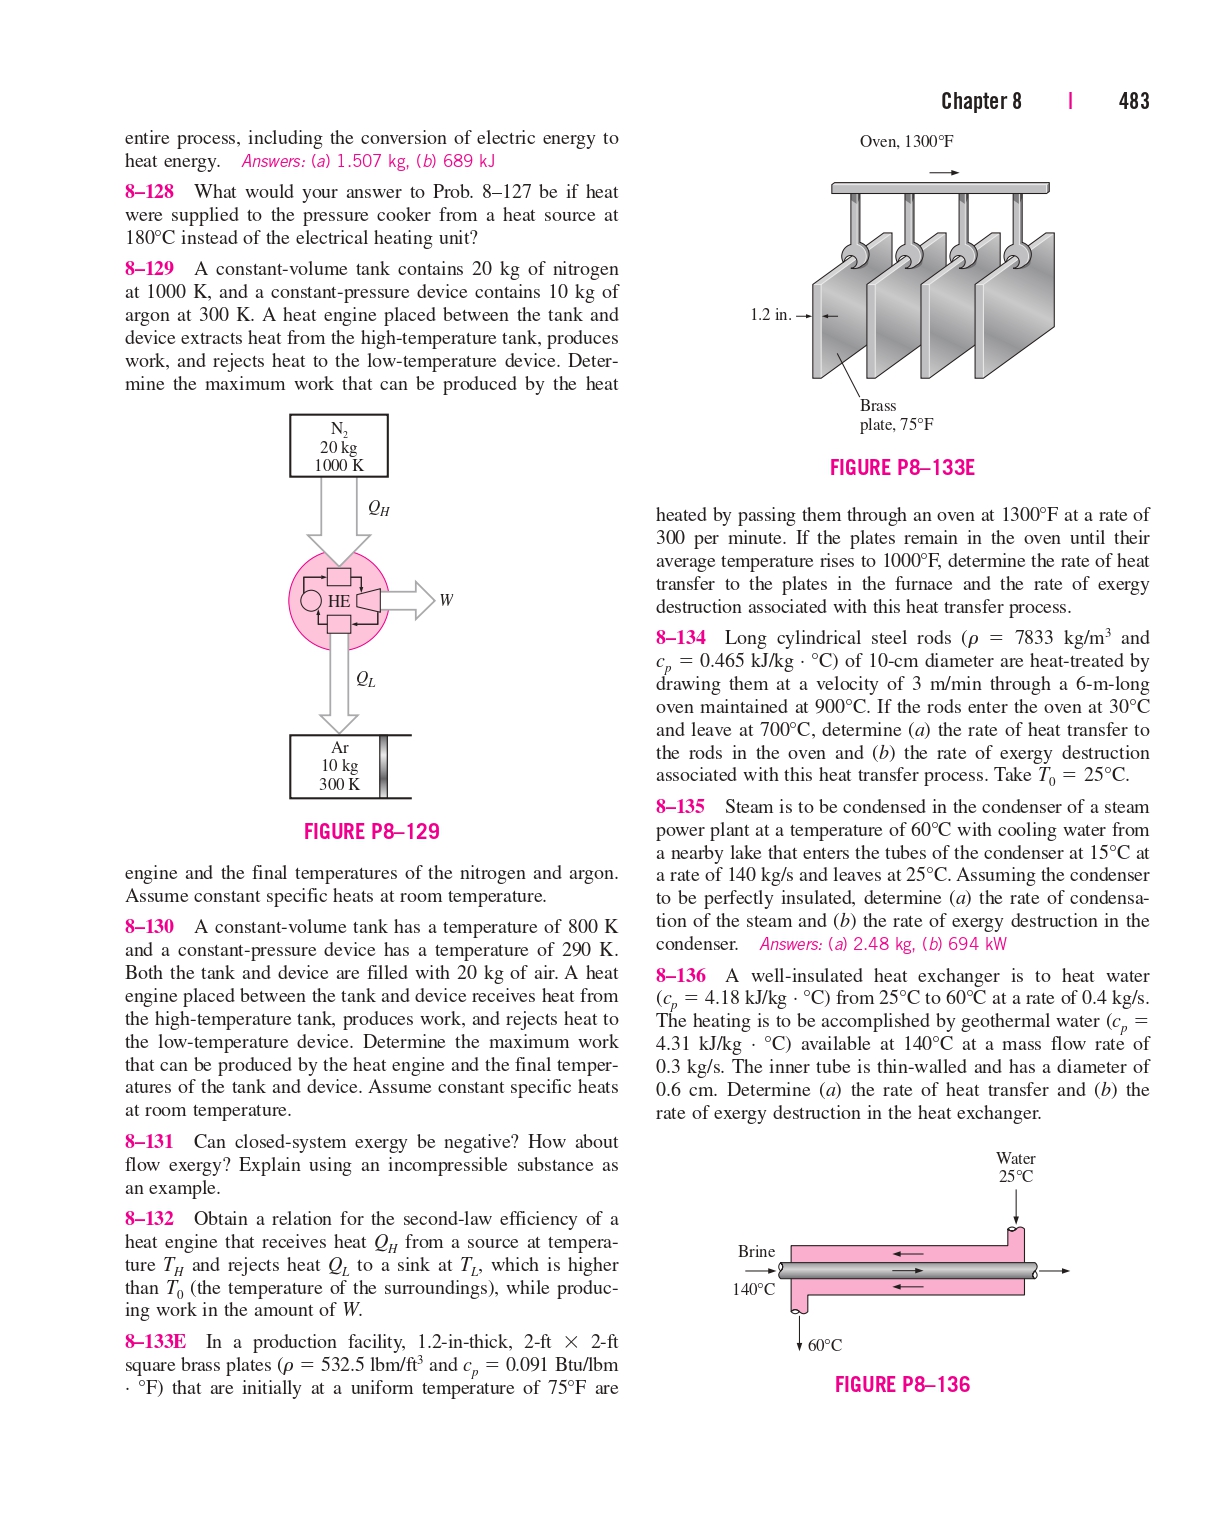 Chapter 8 | 483
entire process, including the conversion of electric energy to
heat energy. Answers: (a) 1.507 kg, (b) 689 kJ
8–128 What would your answer to Prob. 8–127 be if heat
were supplied to the pressure cooker from a heat source at
180°C instead of the electrical heating unit?
8–129 A constant-volume tank contains 20 kg of nitrogen
at 1000 K, and a constant-pressure device contains 10 kg of
argon at 300 K. A heat engine placed between the tank and
device extracts heat from the high-temperature tank, produces
work, and rejects heat to the low-temperature device. Deter-
mine the maximum work that can be produced by the heat
N₂
20 kg
1000 K
Q_H
HE
W
Q_L
Ar
10 kg
300 K
FIGURE P8–129
engine and the final temperatures of the nitrogen and argon.
Assume constant specific heats at room temperature.
8–130 A constant-volume tank has a temperature of 800 K
and a constant-pressure device has a temperature of 290 K.
Both the tank and device are filled with 20 kg of air. A heat
engine placed between the tank and device receives heat from
the high-temperature tank, produces work, and rejects heat to
the low-temperature device. Determine the maximum work
that can be produced by the heat engine and the final temper-
atures of the tank and device. Assume constant specific heats
at room temperature.
8–131 Can closed-system exergy be negative? How about
flow exergy? Explain using an incompressible substance as
an example.
8–132 Obtain a relation for the second-law efficiency of a
heat engine that receives heat Q_H from a source at tempera-
ture T_H and rejects heat Q_L to a sink at T_L, which is higher
than T₀ (the temperature of the surroundings), while produc-
ing work in the amount of W.
8–133E In a production facility, 1.2-in-thick, 2-ft × 2-ft
square brass plates (ρ = 532.5 lbm/ft³ and c_p = 0.091 Btu/lbm
· °F) that are initially at a uniform temperature of 75°F are
Oven, 1300°F
1.2 in.
Brass
plate, 75°F
FIGURE P8–133E
heated by passing them through an oven at 1300°F at a rate of
300 per minute. If the plates remain in the oven until their
average temperature rises to 1000°F, determine the rate of heat
transfer to the plates in the furnace and the rate of exergy
destruction associated with this heat transfer process.
8–134 Long cylindrical steel rods (ρ = 7833 kg/m³ and
c_p = 0.465 kJ/kg · °C) of 10-cm diameter are heat-treated by
drawing them at a velocity of 3 m/min through a 6-m-long
oven maintained at 900°C. If the rods enter the oven at 30°C
and leave at 700°C, determine (a) the rate of heat transfer to
the rods in the oven and (b) the rate of exergy destruction
associated with this heat transfer process. Take T₀ = 25°C.
8–135 Steam is to be condensed in the condenser of a steam
power plant at a temperature of 60°C with cooling water from
a nearby lake that enters the tubes of the condenser at 15°C at
a rate of 140 kg/s and leaves at 25°C. Assuming the condenser
to be perfectly insulated, determine (a) the rate of condensa-
tion of the steam and (b) the rate of exergy destruction in the
condenser. Answers: (a) 2.48 kg, (b) 694 kW
8–136 A well-insulated heat exchanger is to heat water
(c_p = 4.18 kJ/kg · °C) from 25°C to 60°C at a rate of 0.4 kg/s.
The heating is to be accomplished by geothermal water (c_p =
4.31 kJ/kg · °C) available at 140°C at a mass flow rate of
0.3 kg/s. The inner tube is thin-walled and has a diameter of
0.6 cm. Determine (a) the rate of heat transfer and (b) the
rate of exergy destruction in the heat exchanger.
Water
25°C
Brine
140°C
60°C
FIGURE P8–136